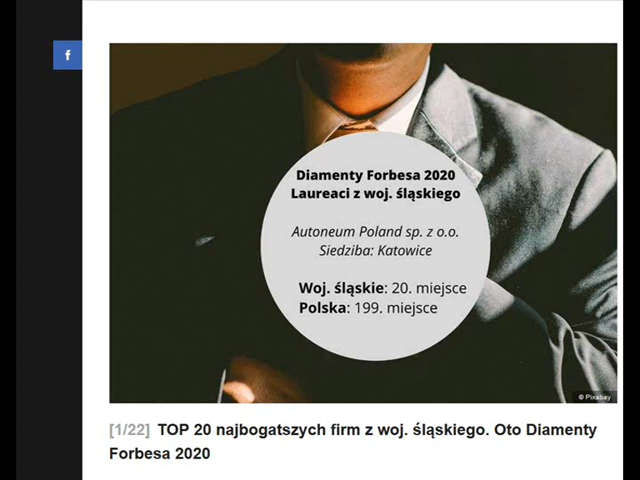 f
Diamenty Forbesa 2020
Laureaci z woj. śląskiego
Autoneum Poland sp. z o.o.
Siedziba: Katowice
Woj. śląskie: 20. miejsce
Polska: 199. miejsce
© Pixabay
[1/22] TOP 20 najbogatszych firm z woj. śląskiego. Oto Diamenty
Forbesa 2020